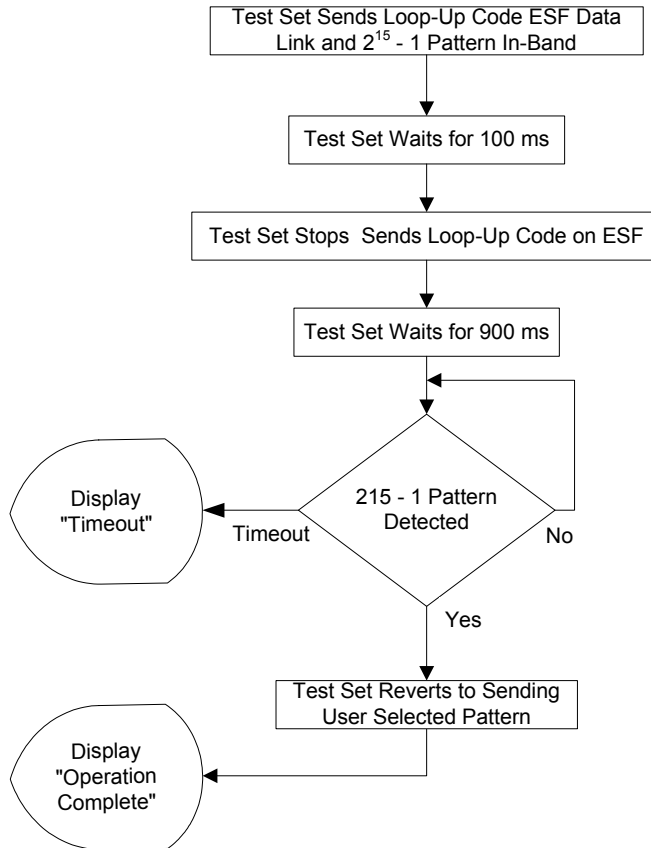 Test Set Sends Loop-Up Code ESF Data
Link and 2¹⁵ - 1 Pattern In-Band
Test Set Waits for 100 ms
Test Set Stops  Sends Loop-Up Code on ESF
Test Set Waits for 900 ms
215 - 1 Pattern
Detected
Display
"Timeout"
Timeout
No
Yes
Test Set Reverts to Sending
User Selected Pattern
Display
"Operation
Complete"